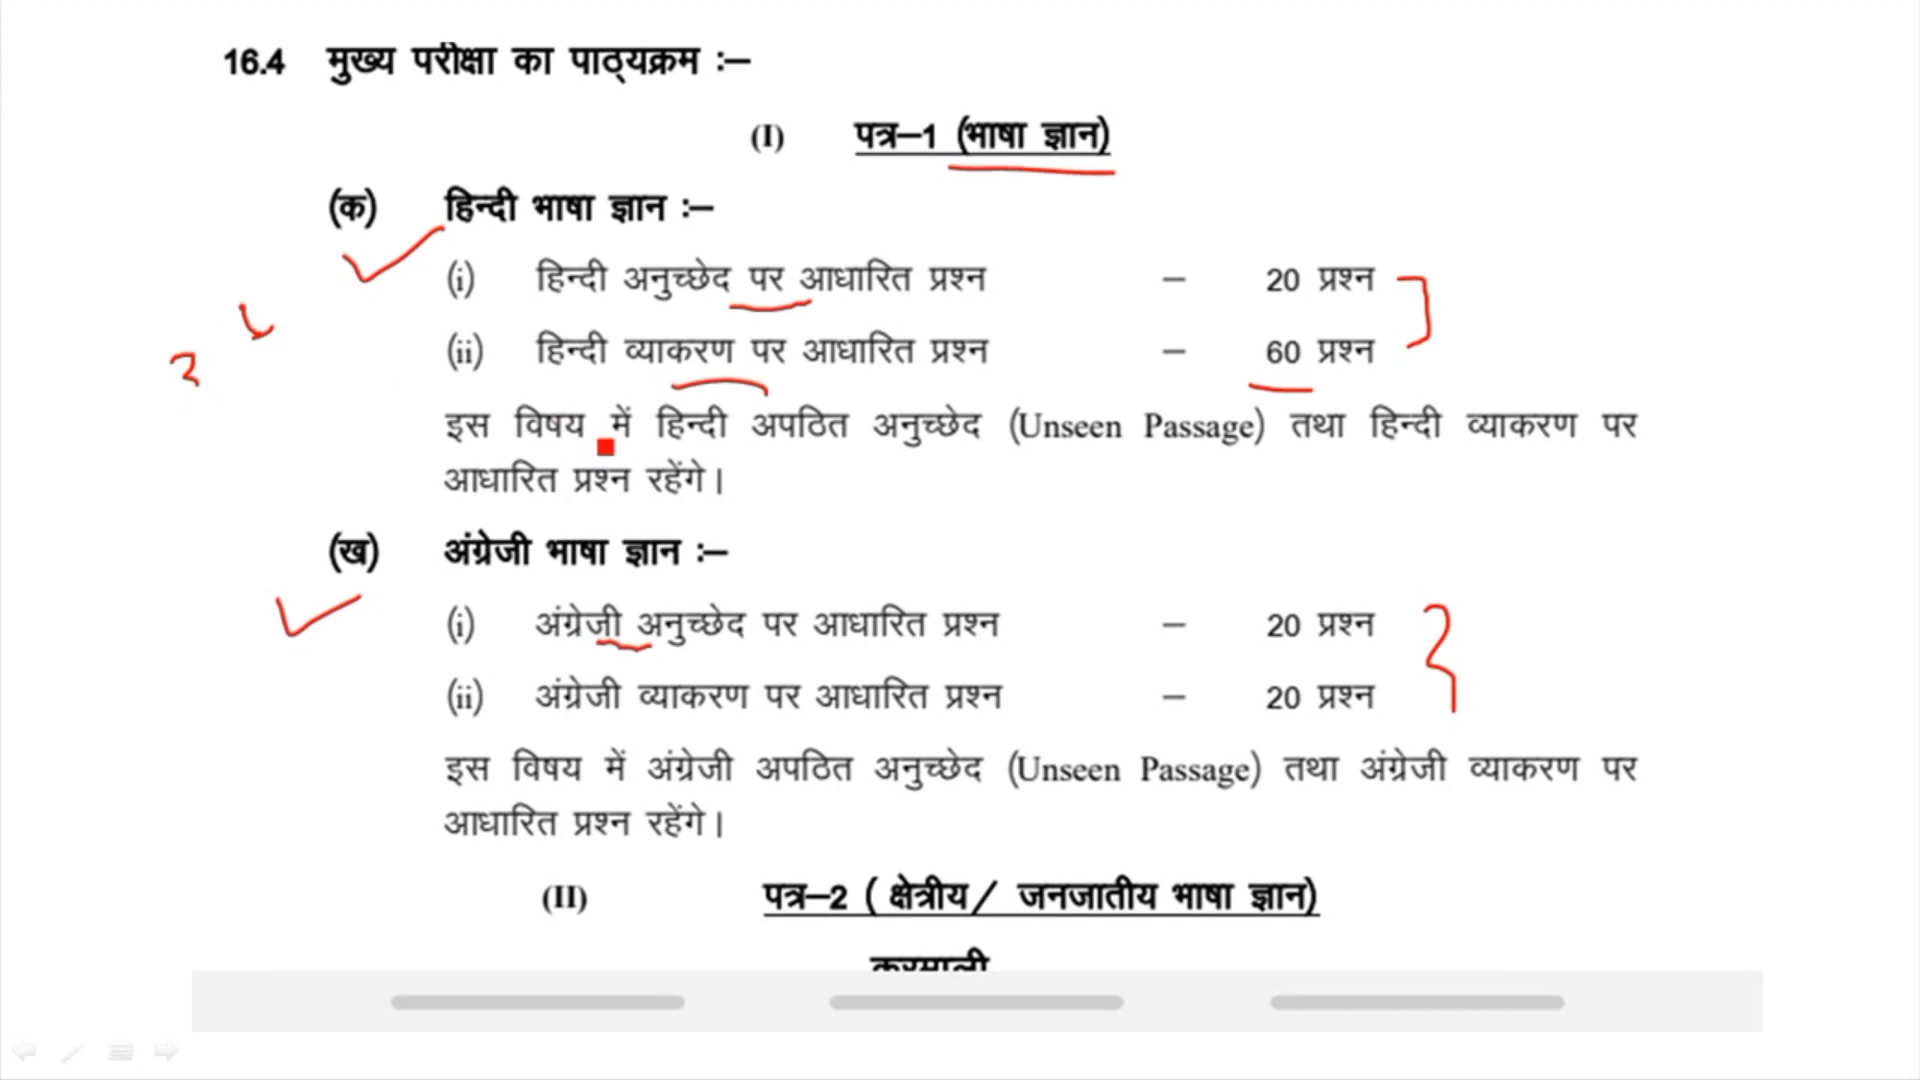 16.4 मुख्य परीक्षा का पाठ्यक्रम :–
(I) पत्र–1 (भाषा ज्ञान)
(क) हिन्दी भाषा ज्ञान :–
(i) हिन्दी अनुच्छेद पर आधारित प्रश्न – 20 प्रश्न
(ii) हिन्दी व्याकरण पर आधारित प्रश्न – 60 प्रश्न
इस विषय में हिन्दी अपठित अनुच्छेद (Unseen Passage) तथा हिन्दी व्याकरण पर
आधारित प्रश्न रहेंगे।
(ख) अंग्रेजी भाषा ज्ञान :–
(i) अंग्रेजी अनुच्छेद पर आधारित प्रश्न – 20 प्रश्न
(ii) अंग्रेजी व्याकरण पर आधारित प्रश्न – 20 प्रश्न
इस विषय में अंग्रेजी अपठित अनुच्छेद (Unseen Passage) तथा अंग्रेजी व्याकरण पर
आधारित प्रश्न रहेंगे।
(II) पत्र–2 ( क्षेत्रीय/ जनजातीय भाषा ज्ञान)